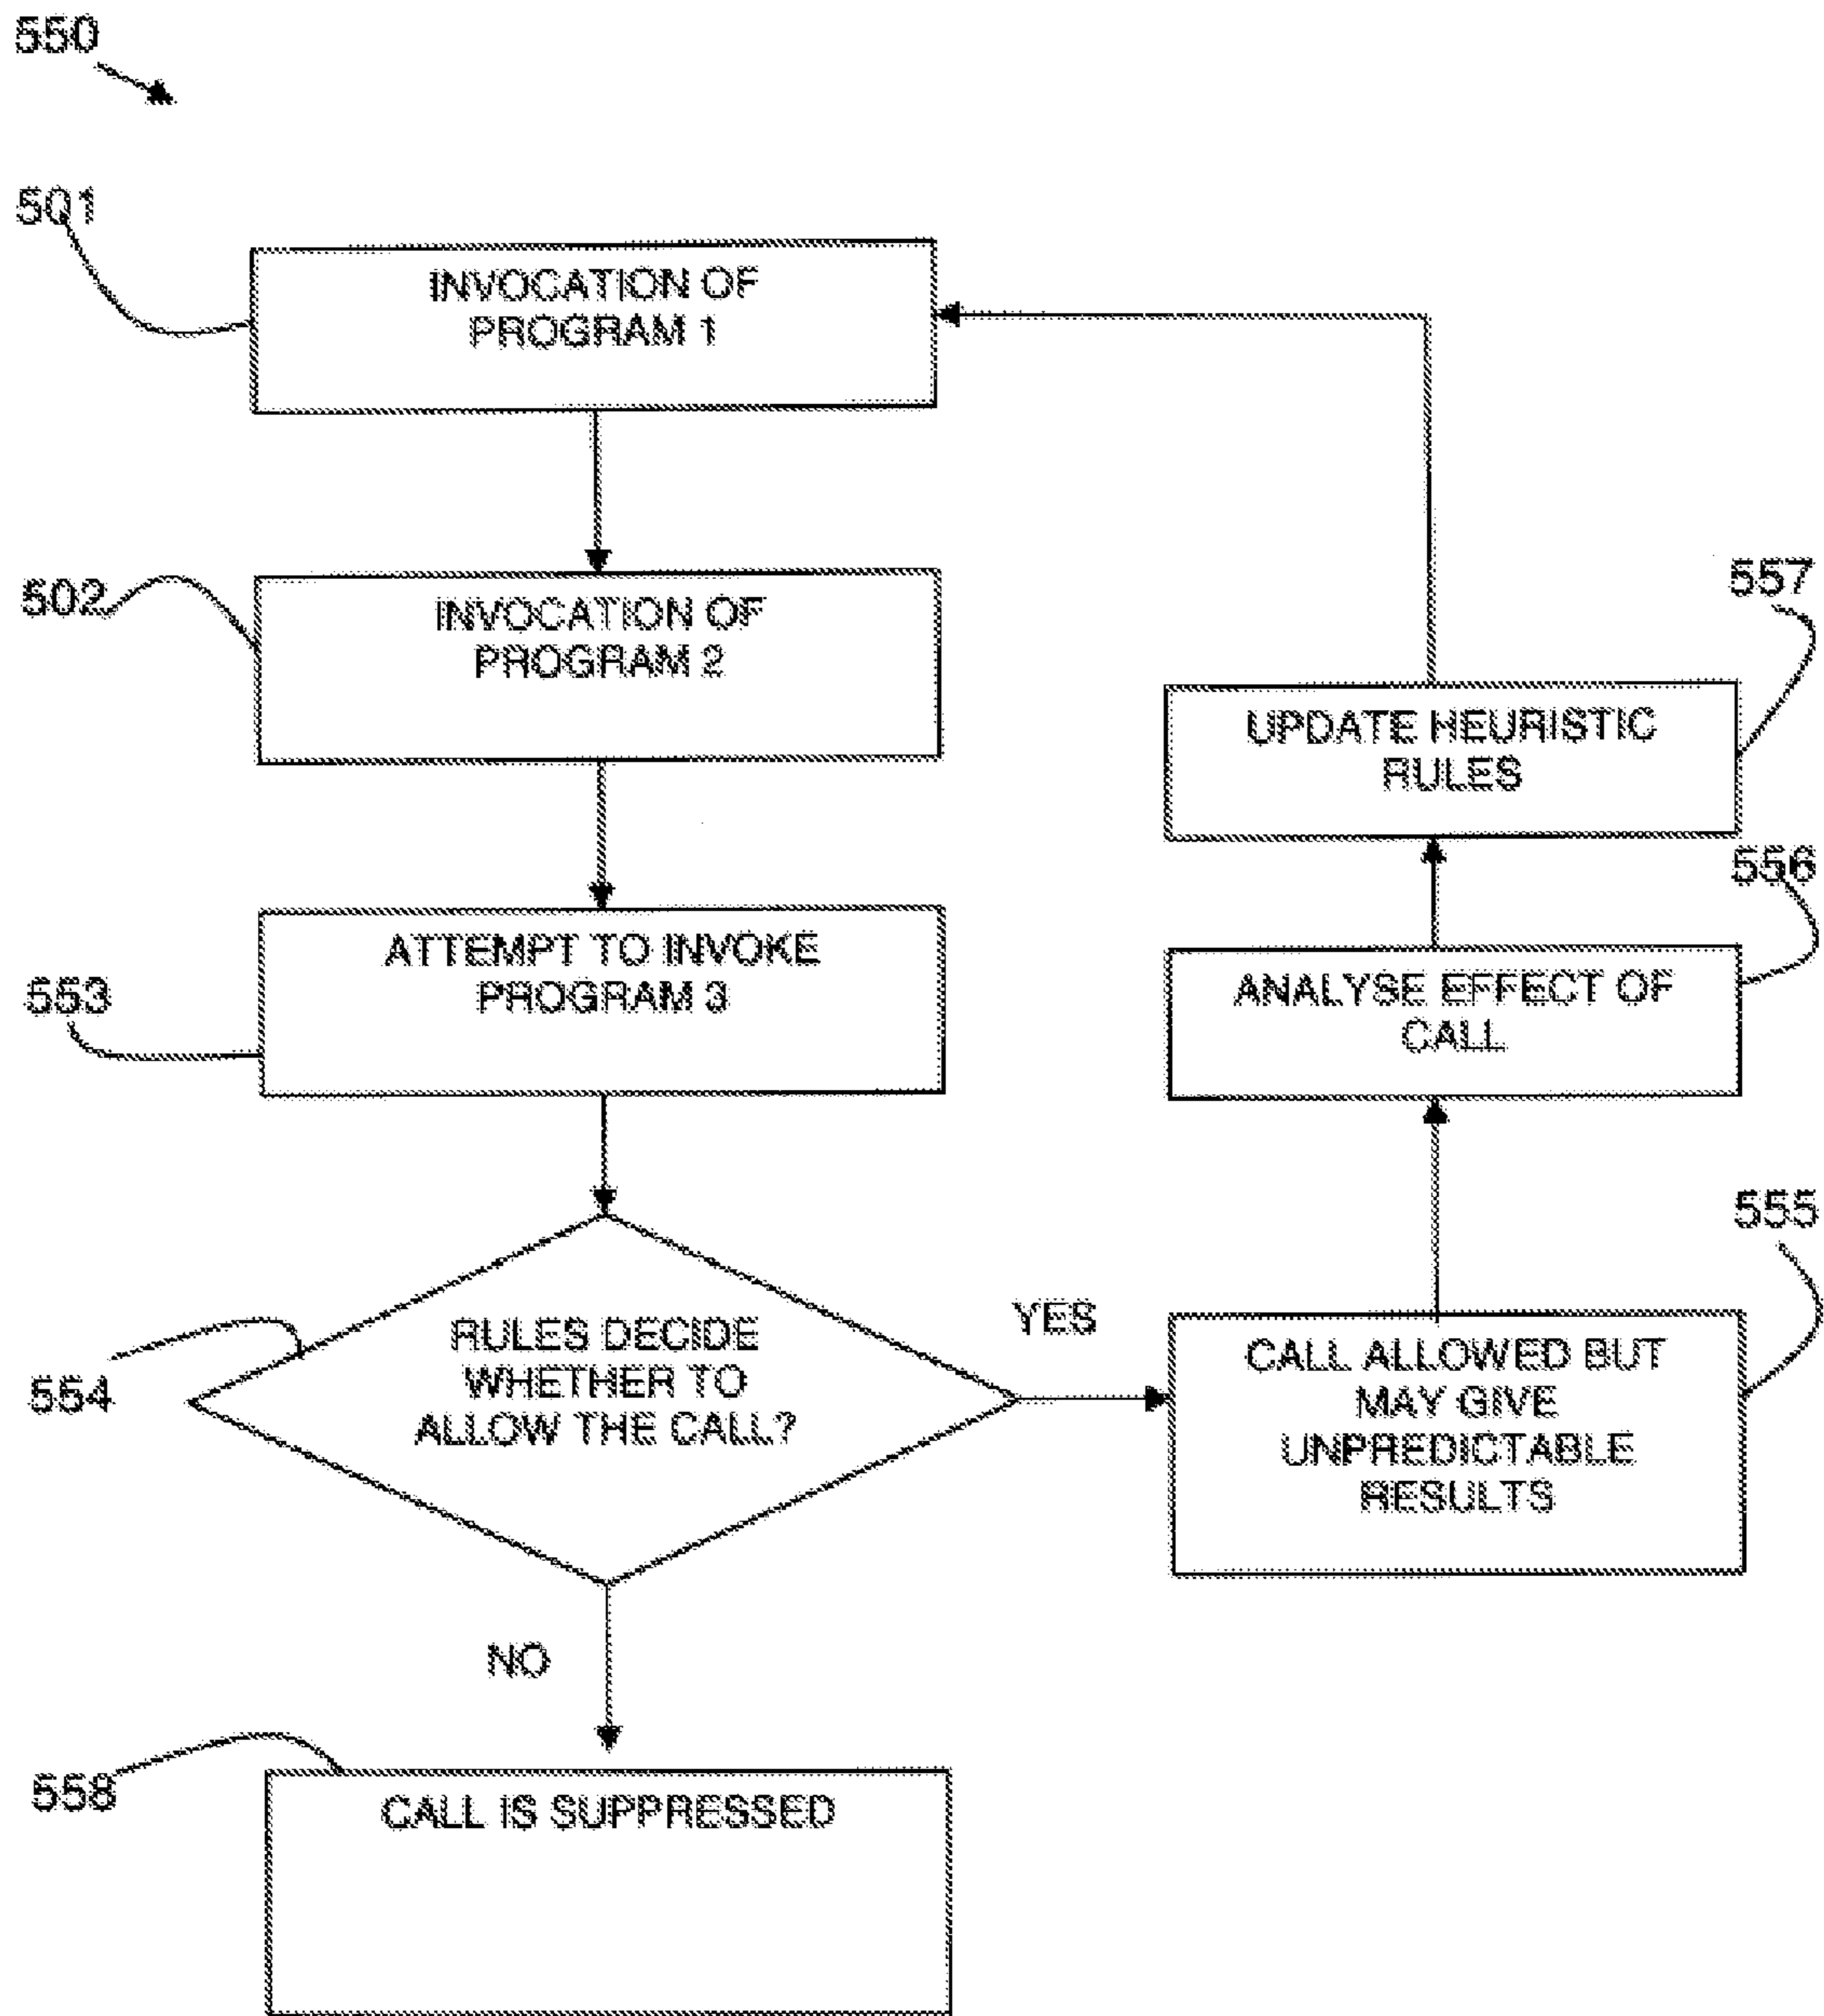 550
501
INVOCATION OF
PROGRAM 1
502
INVOCATION OF
PROGRAM 2
557
UPDATE HEURISTIC
RULES
553
ATTEMPT TO INVOKE
PROGRAM 3
556
ANALYSE EFFECT OF
CALL
554
RULES DECIDE
WHETHER TO
ALLOW THE CALL?
YES
555
CALL ALLOWED BUT
MAY GIVE
UNPREDICTABLE
RESULTS
NO
558
CALL IS SUPPRESSED